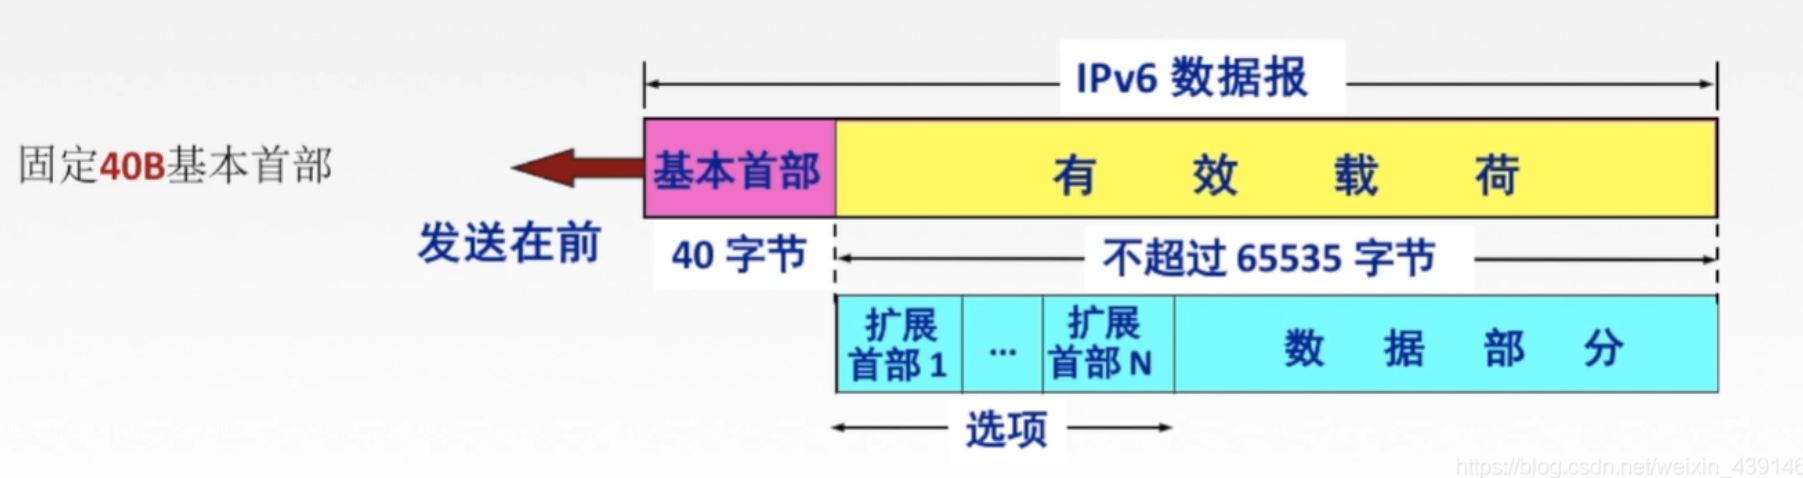 IPv6 数据报
固定40B基本首部
基本首部
有 效 载 荷
发送在前
40 字节
不超过 65535 字节
扩展
首部 1
...
扩展
首部 N
数 据 部 分
选项
https://blog.csdn.net/weixin_439146